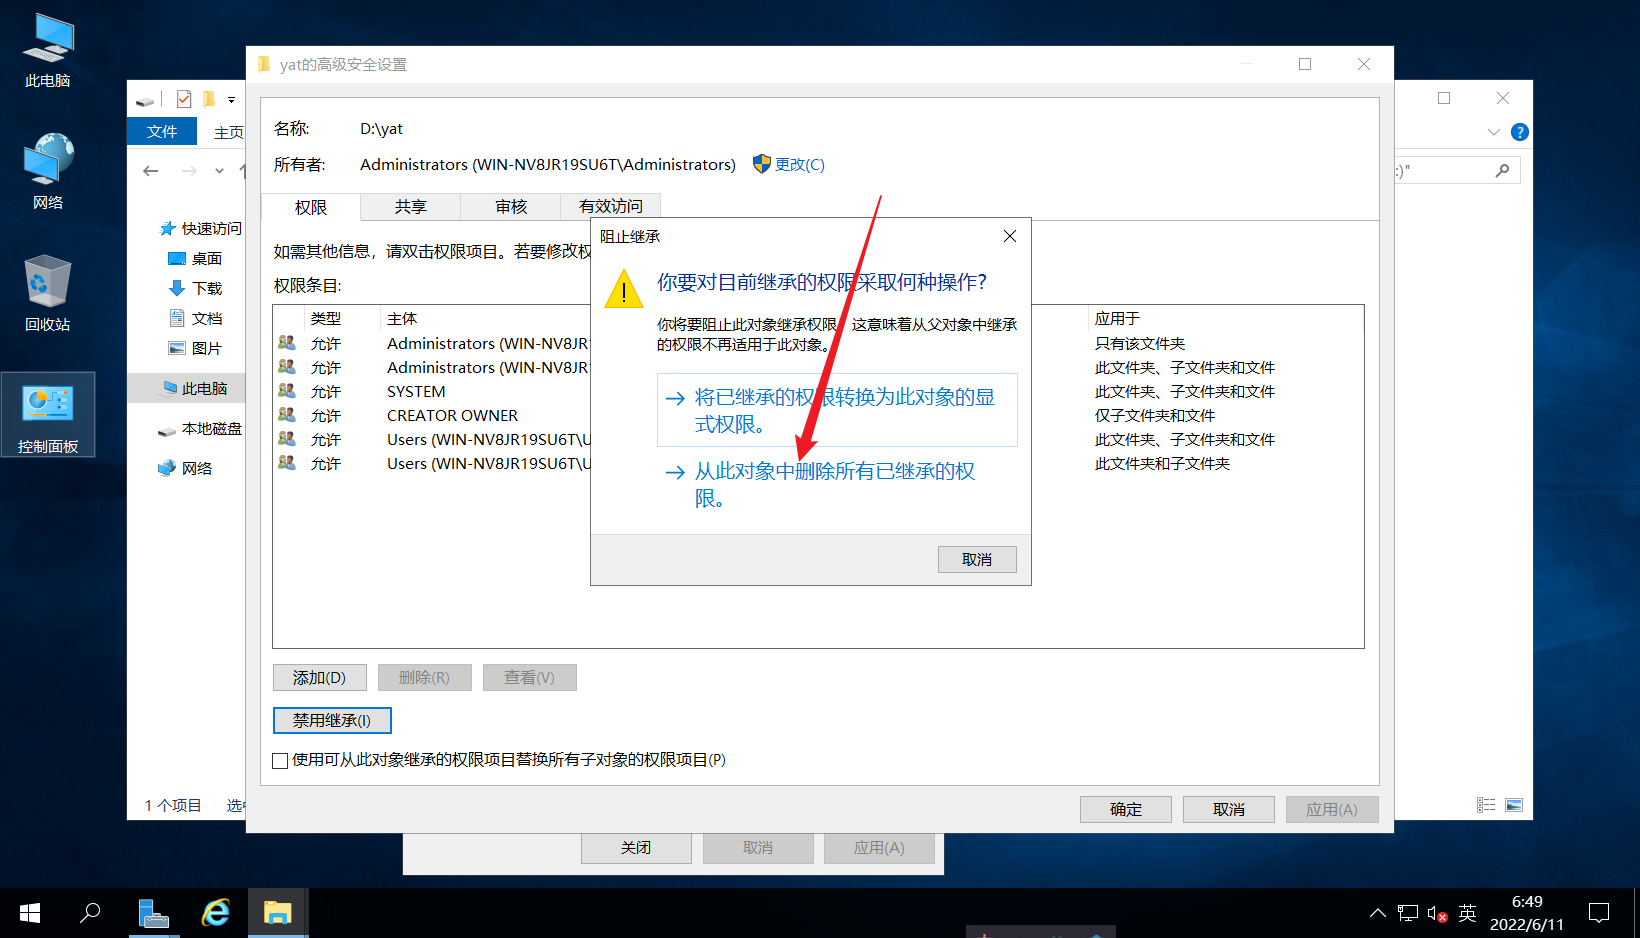 此电脑
网络
回收站
控制面板
文件
主页
快速访问
桌面
下载
文档
图片
此电脑
本地磁盘
网络
1 个项目
:)"
?
yat的高级安全设置
名称:
D:\yat
所有者:
Administrators (WIN-NV8JR19SU6T\Administrators)
更改(C)
权限
共享
审核
有效访问
如需其他信息，请双击权限项目。若要修改权
权限条目:
类型
主体
应用于
允许
Administrators (WIN-NV8JR
只有该文件夹
允许
Administrators (WIN-NV8JR
此文件夹、子文件夹和文件
允许
SYSTEM
此文件夹、子文件夹和文件
允许
CREATOR OWNER
仅子文件夹和文件
允许
Users (WIN-NV8JR19SU6T\U
此文件夹、子文件夹和文件
允许
Users (WIN-NV8JR19SU6T\U
此文件夹和子文件夹
阻止继承
你要对目前继承的权限采取何种操作?
你将要阻止此对象继承权限。这意味着从父对象中继承
的权限不再适用于此对象。
将已继承的权限转换为此对象的显
式权限。
从此对象中删除所有已继承的权
限。
取消
添加(D)
删除(R)
查看(V)
禁用继承(I)
使用可从此对象继承的权限项目替换所有子对象的权限项目(P)
确定
取消
应用(A)
关闭
取消
应用(A)
英
6:49
2022/6/11